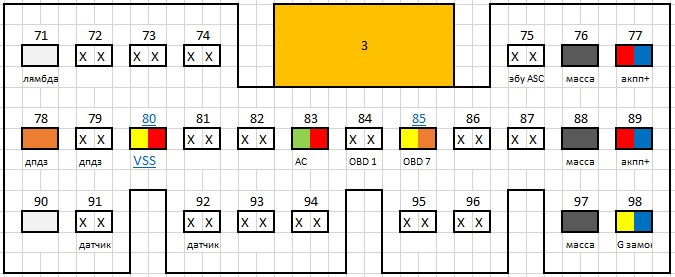 71 72 73 74 3 75 76 77
X X X X X X X X
лямбда эбу ASC масса акпп+
78 79 80 81 82 83 84 85 86 87 88 89
X X X X X X X X X X X X
дпдз дпдз VSS AC OBD 1 OBD 7 масса акпп+
90 91 92 93 94 95 96 97 98
X X X X X X X X X X X X
датчик датчик масса G замок